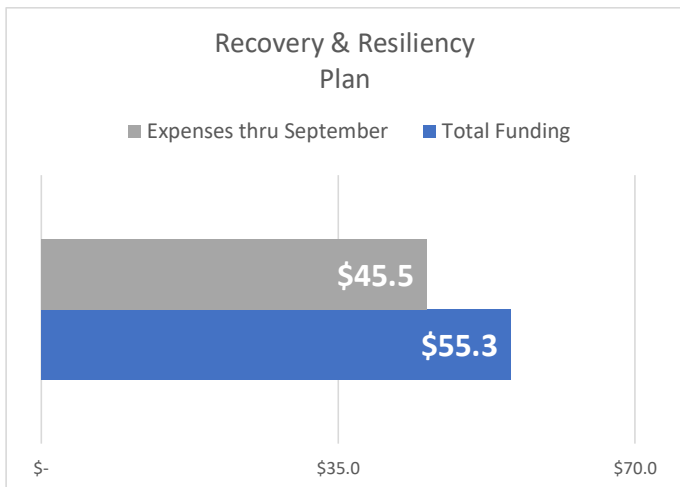 Recovery & Resiliency
Plan
Expenses thru September Total Funding
$45.5
$55.3
$- $35.0 $70.0